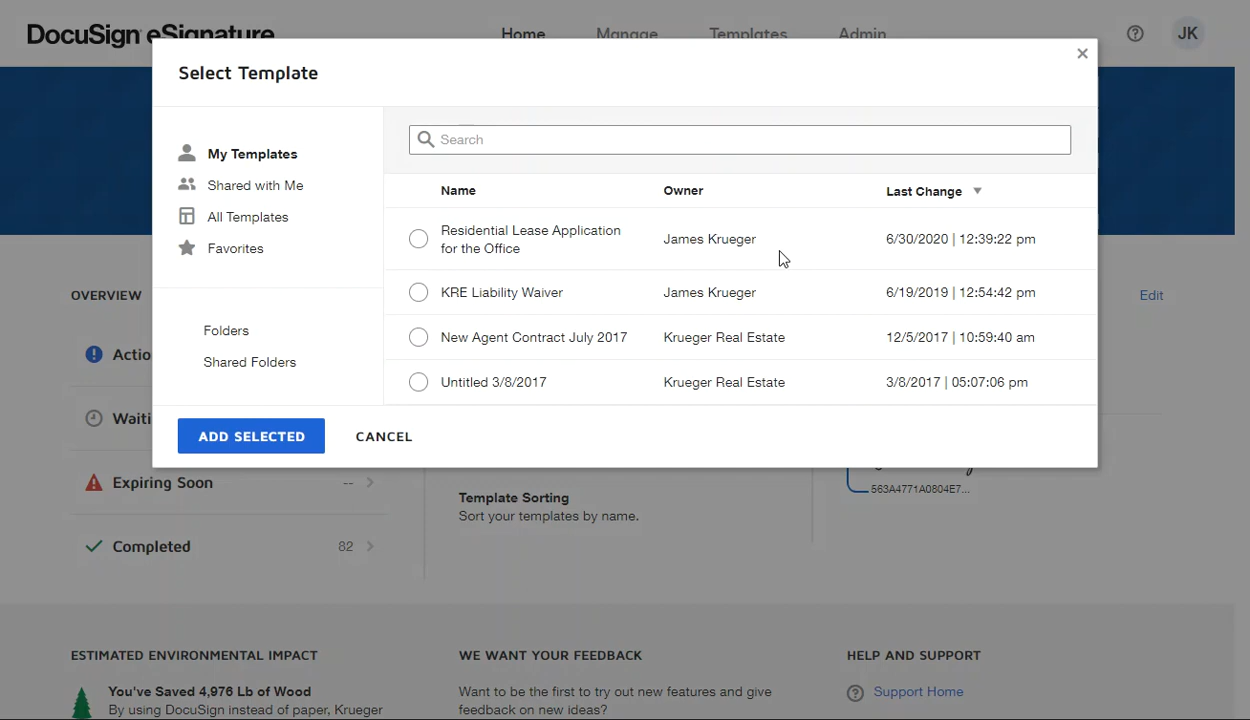 DocuSign eSignature
Home Manage Templates Admin
JK
Select Template
My Templates
Shared with Me
All Templates
Favorites
Folders
Shared Folders
Search
Name Owner Last Change
Residential Lease Application
for the Office
James Krueger 6/30/2020 | 12:39:22 pm
KRE Liability Waiver James Krueger 6/19/2019 | 12:54:42 pm
New Agent Contract July 2017 Krueger Real Estate 12/5/2017 | 10:59:40 am
Untitled 3/8/2017 Krueger Real Estate 3/8/2017 | 05:07:06 pm
ADD SELECTED CANCEL
OVERVIEW
Edit
Actio
Waiti
Expiring Soon --
Completed 82
Template Sorting
Sort your templates by name.
563A4771A0804E7...
ESTIMATED ENVIRONMENTAL IMPACT
You've Saved 4,976 Lb of Wood
By using DocuSign instead of paper, Krueger
WE WANT YOUR FEEDBACK
Want to be the first to try out new features and give
feedback on new ideas?
HELP AND SUPPORT
Support Home